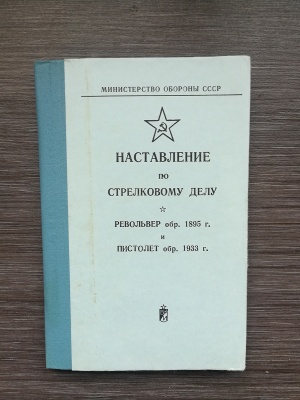 МИНИСТЕРСТВО ОБОРОНЫ СССР
НАСТАВЛЕНИЕ
ПО
СТРЕЛКОВОМУ ДЕЛУ
РЕВОЛЬВЕР обр. 1895 г.
и
ПИСТОЛЕТ обр. 1933 г.